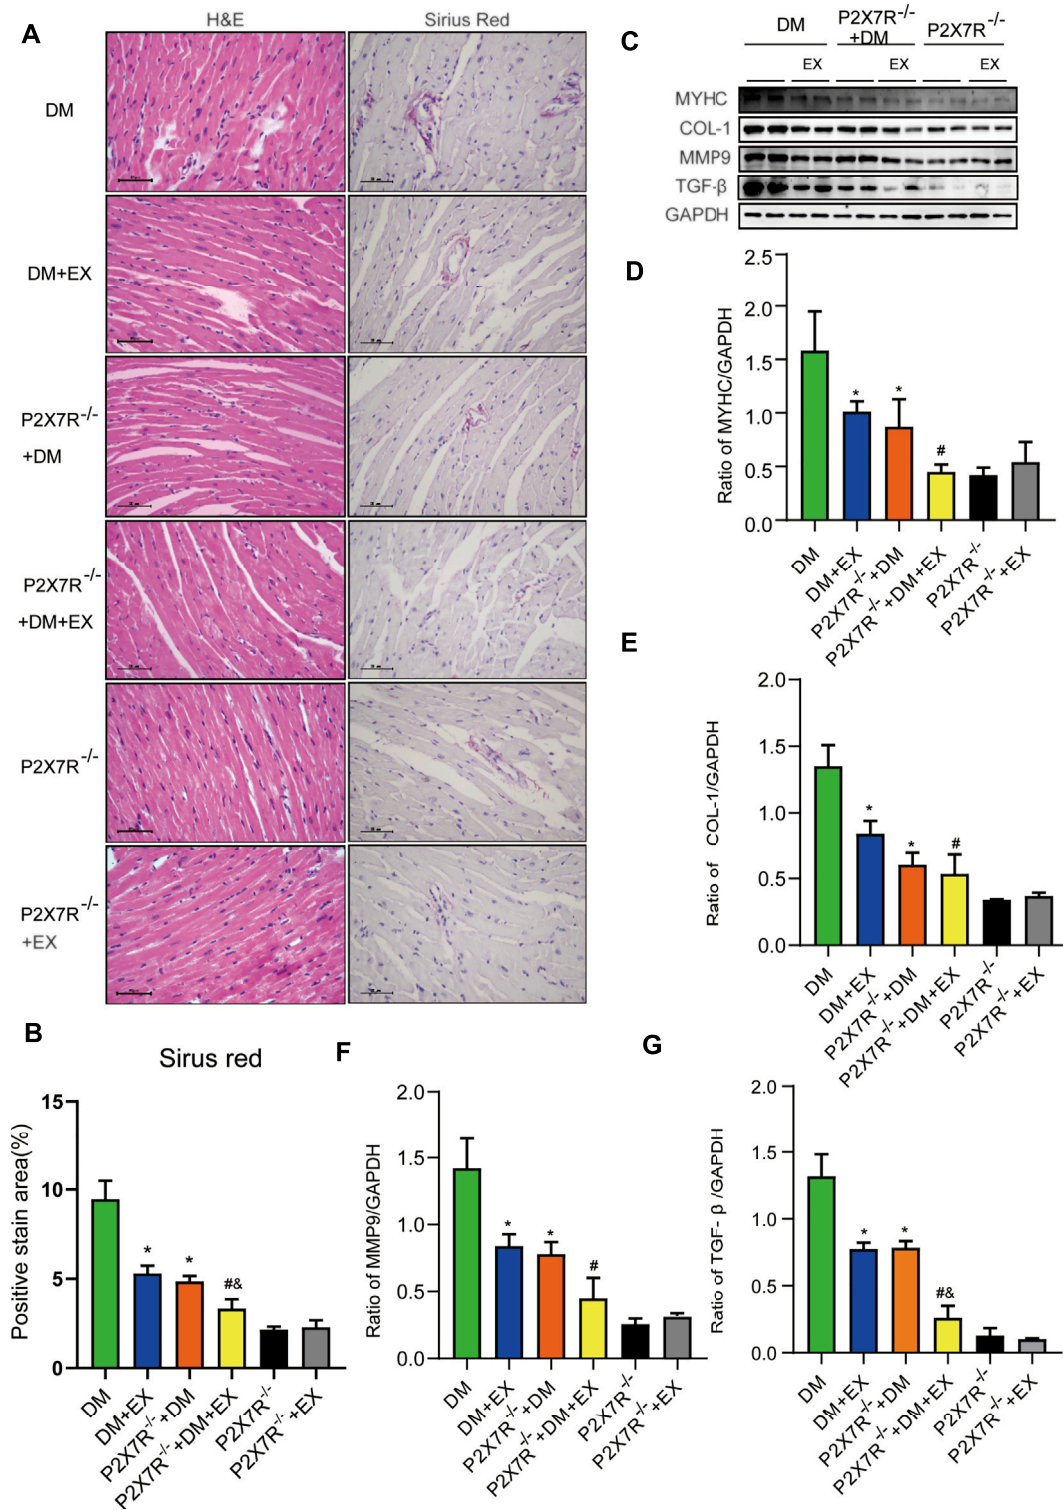 A
H&E
Sirius Red
DM
DM+EX
P2X7R-/-
+DM
P2X7R-/-
+DM+EX
P2X7R-/-
P2X7R-/-
+EX
C
DM
P2X7R-/-
+DM
P2X7R-/-
EX
EX
EX
MYHC
COL-1
MMP9
TGF-β
GAPDH
D
Ratio of MYHC/GAPDH
2.5
2.0
1.5
1.0
0.5
0.0
*
*
#
DM
DM+EX
P2X7R-/-+DM
P2X7R-/-+DM+EX
P2X7R-/-
P2X7R-/-+EX
E
Ratio of COL-1/GAPDH
2.0
1.5
1.0
0.5
0.0
*
*
#
DM
DM+EX
P2X7R-/-+DM
P2X7R-/-+DM+EX
P2X7R-/-
P2X7R-/-+EX
B
Sirus red
Positive stain area(%)
15
10
5
0
*
*
#&
DM
DM+EX
P2X7R-/-+DM
P2X7R-/-+DM+EX
P2X7R-/-
P2X7R-/-+EX
F
Ratio of MMP9/GAPDH
2.0
1.5
1.0
0.5
0.0
*
*
#
DM
DM+EX
P2X7R-/-+DM
P2X7R-/-+DM+EX
P2X7R-/-
P2X7R-/-+EX
G
Ratio of TGF- β /GAPDH
2.0
1.5
1.0
0.5
0.0
*
*
#&
DM
DM+EX
P2X7R-/-+DM
P2X7R-/-+DM+EX
P2X7R-/-
P2X7R-/-+EX